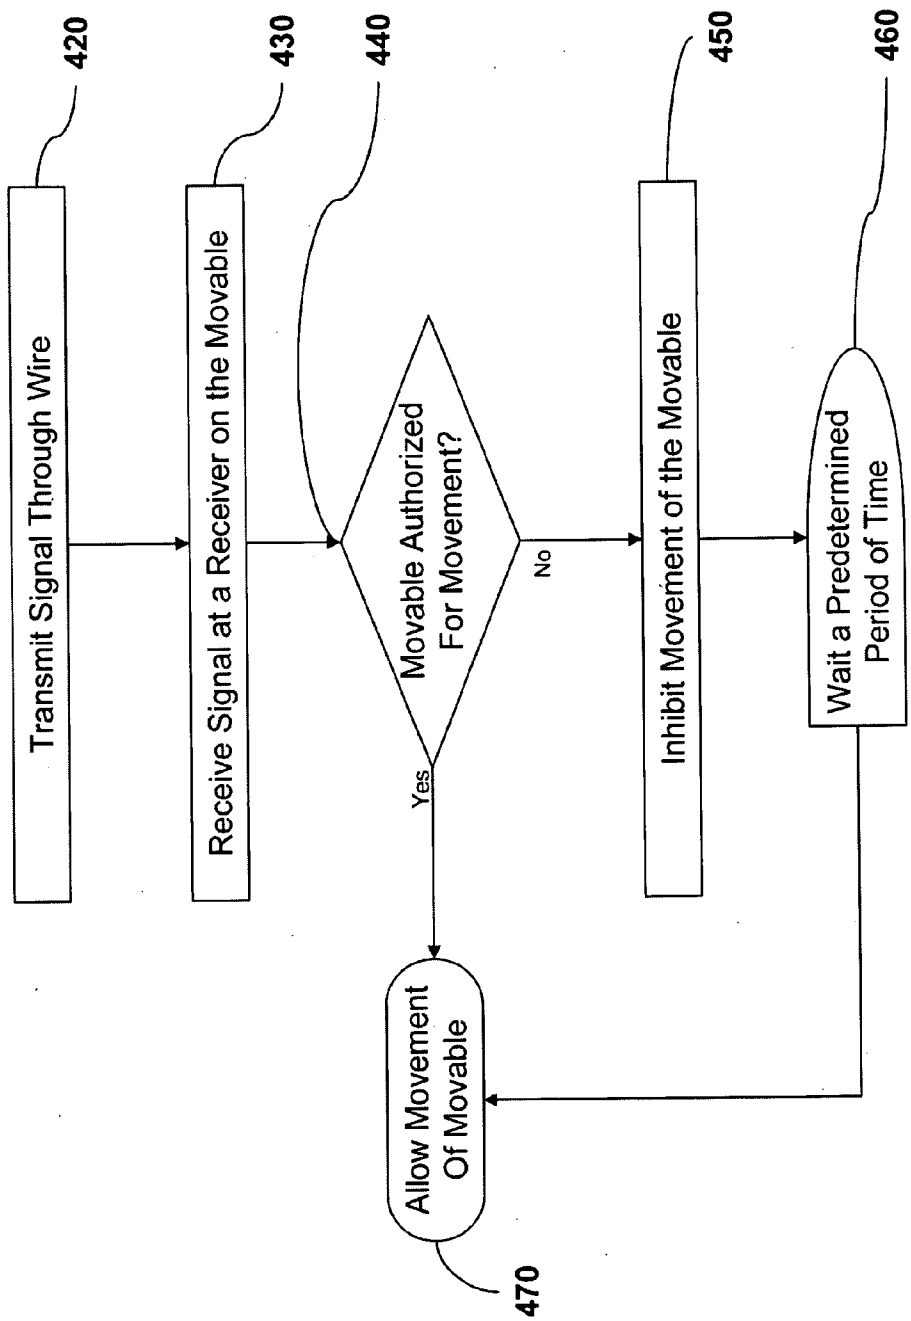 Transmit Signal Through Wire
420
Receive Signal at a Receiver on the Movable
430
440
Movable Authorized
For Movement?
Yes
No
Allow Movement
Of Movable
470
Inhibit Movement of the Movable
450
Wait a Predetermined
Period of Time
460